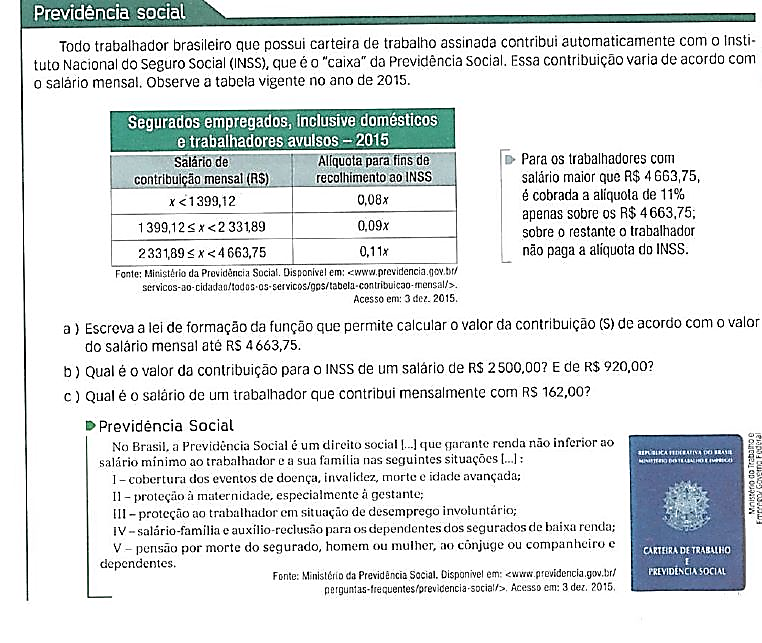 Previdência social
Todo trabalhador brasileiro que possui carteira de trabalho assinada contribui automaticamente com o Insti-
tuto Nacional do Seguro Social (INSS), que é o "caixa" da Previdência Social. Essa contribuição varia de acordo com
o salário mensal. Observe a tabela vigente no ano de 2015.
Segurados empregados, inclusive domésticos
e trabalhadores avulsos – 2015
Salário de
contribuição mensal (R$)
Alíquota para fins de
recolhimento ao INSS
x < 1 399,12
0,08x
1 399,12 ≤ x < 2 331,89
0,09x
2 331,89 ≤ x < 4 663,75
0,11x
Fonte: Ministério da Previdência Social. Disponível em: <www.previdencia.gov.br/
servicos-ao-cidadao/todos-os-servicos/gps/tabela-contribuicao-mensal/>.
Acesso em: 3 dez. 2015.
Para os trabalhadores com
salário maior que R$ 4 663,75,
é cobrada a alíquota de 11%
apenas sobre os R$ 4 663,75;
sobre o restante o trabalhador
não paga a alíquota do INSS.
a ) Escreva a lei de formação da função que permite calcular o valor da contribuição (S) de acordo com o valor
do salário mensal até R$ 4 663,75.
b ) Qual é o valor da contribuição para o INSS de um salário de R$ 2 500,00? E de R$ 920,00?
c ) Qual é o salário de um trabalhador que contribui mensalmente com R$ 162,00?
Previdência Social
No Brasil, a Previdência Social é um direito social [...] que garante renda não inferior ao
salário mínimo ao trabalhador e a sua família nas seguintes situações [...] :
I – cobertura dos eventos de doença, invalidez, morte e idade avançada;
II – proteção à maternidade, especialmente à gestante;
III – proteção ao trabalhador em situação de desemprego involuntário;
IV – salário-família e auxílio-reclusão para os dependentes dos segurados de baixa renda;
V – pensão por morte do segurado, homem ou mulher, ao cônjuge ou companheiro e
dependentes.
Fonte: Ministério da Previdência Social. Disponível em: <www.previdencia.gov.br/
perguntas-frequentes/previdencia-social/>. Acesso em: 3 dez. 2015.
REPÚBLICA FEDERATIVA DO BRASIL
MINISTÉRIO DO TRABALHO E EMPREGO
CARTEIRA DE TRABALHO
E
PREVIDÊNCIA SOCIAL
Ministério do Trabalho e
Emprego/ Governo Federal